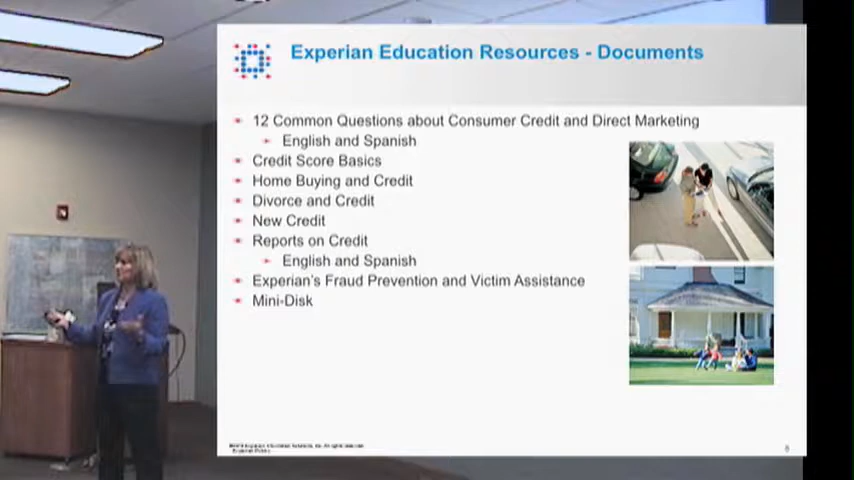 Experian Education Resources - Documents
12 Common Questions about Consumer Credit and Direct Marketing
English and Spanish
Credit Score Basics
Home Buying and Credit
Divorce and Credit
New Credit
Reports on Credit
English and Spanish
Experian's Fraud Prevention and Victim Assistance
Mini-Disk